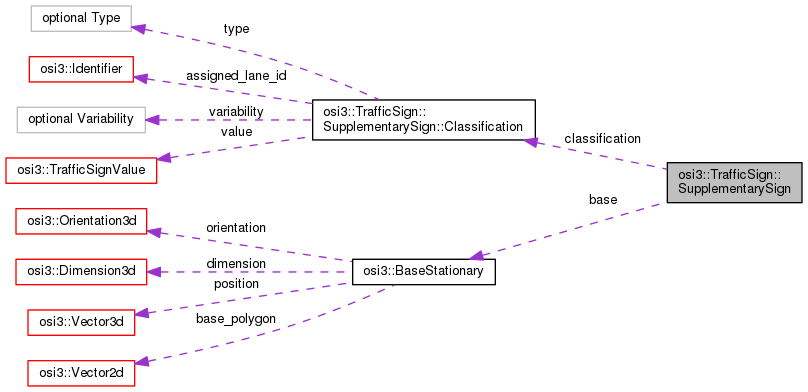 optional Type
type
osi3::Identifier
assigned_lane_id
optional Variability
variability
osi3::TrafficSignValue
value
osi3::TrafficSign::
SupplementarySign::Classification
classification
osi3::TrafficSign::
SupplementarySign
base
osi3::Orientation3d
orientation
osi3::Dimension3d
dimension
osi3::BaseStationary
position
osi3::Vector3d
base_polygon
osi3::Vector2d